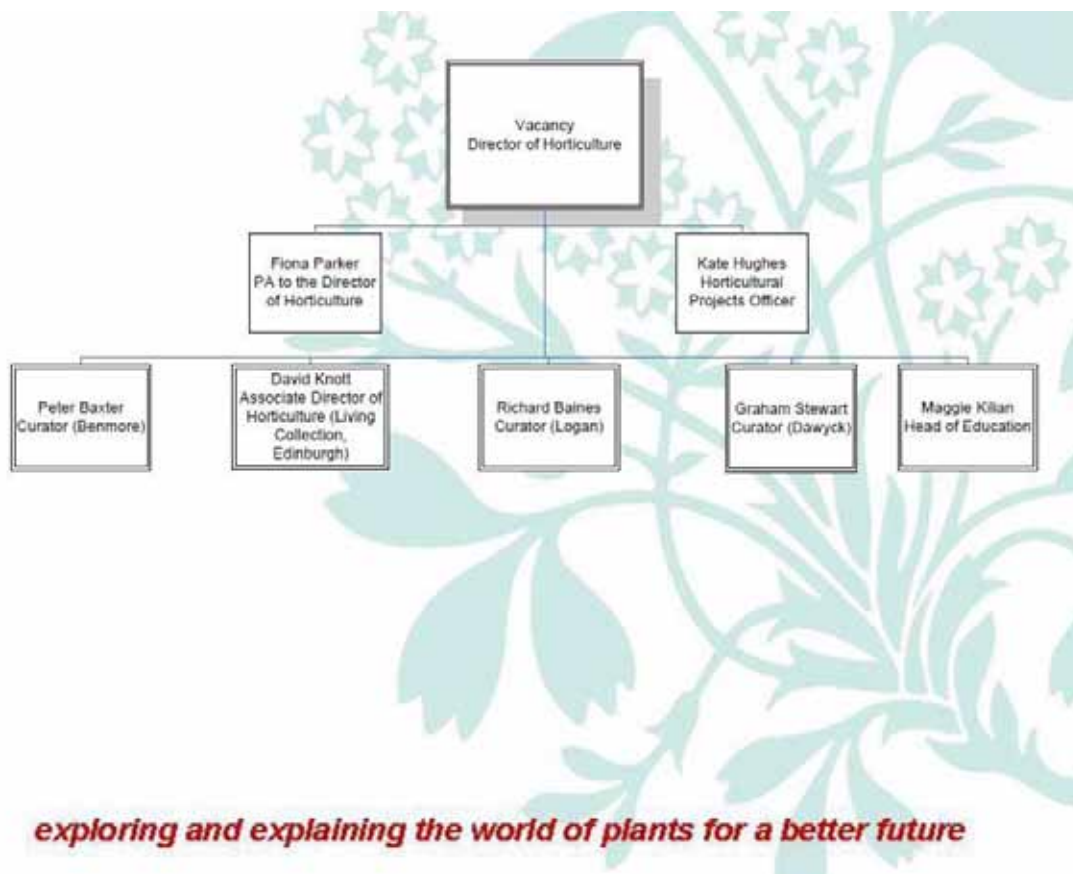 Vacancy
Director of Horticulture
Fiona Parker
PA to the Director
of Horticulture
Kate Hughes
Horticultural
Projects Officer
Peter Baxter
Curator (Benmore)
David Knott
Associate Director of
Horticulture (Living
Collection,
Edinburgh)
Richard Baines
Curator (Logan)
Graham Stewart
Curator (Dawyck)
Maggie Kilian
Head of Education
exploring and explaining the world of plants for a better future